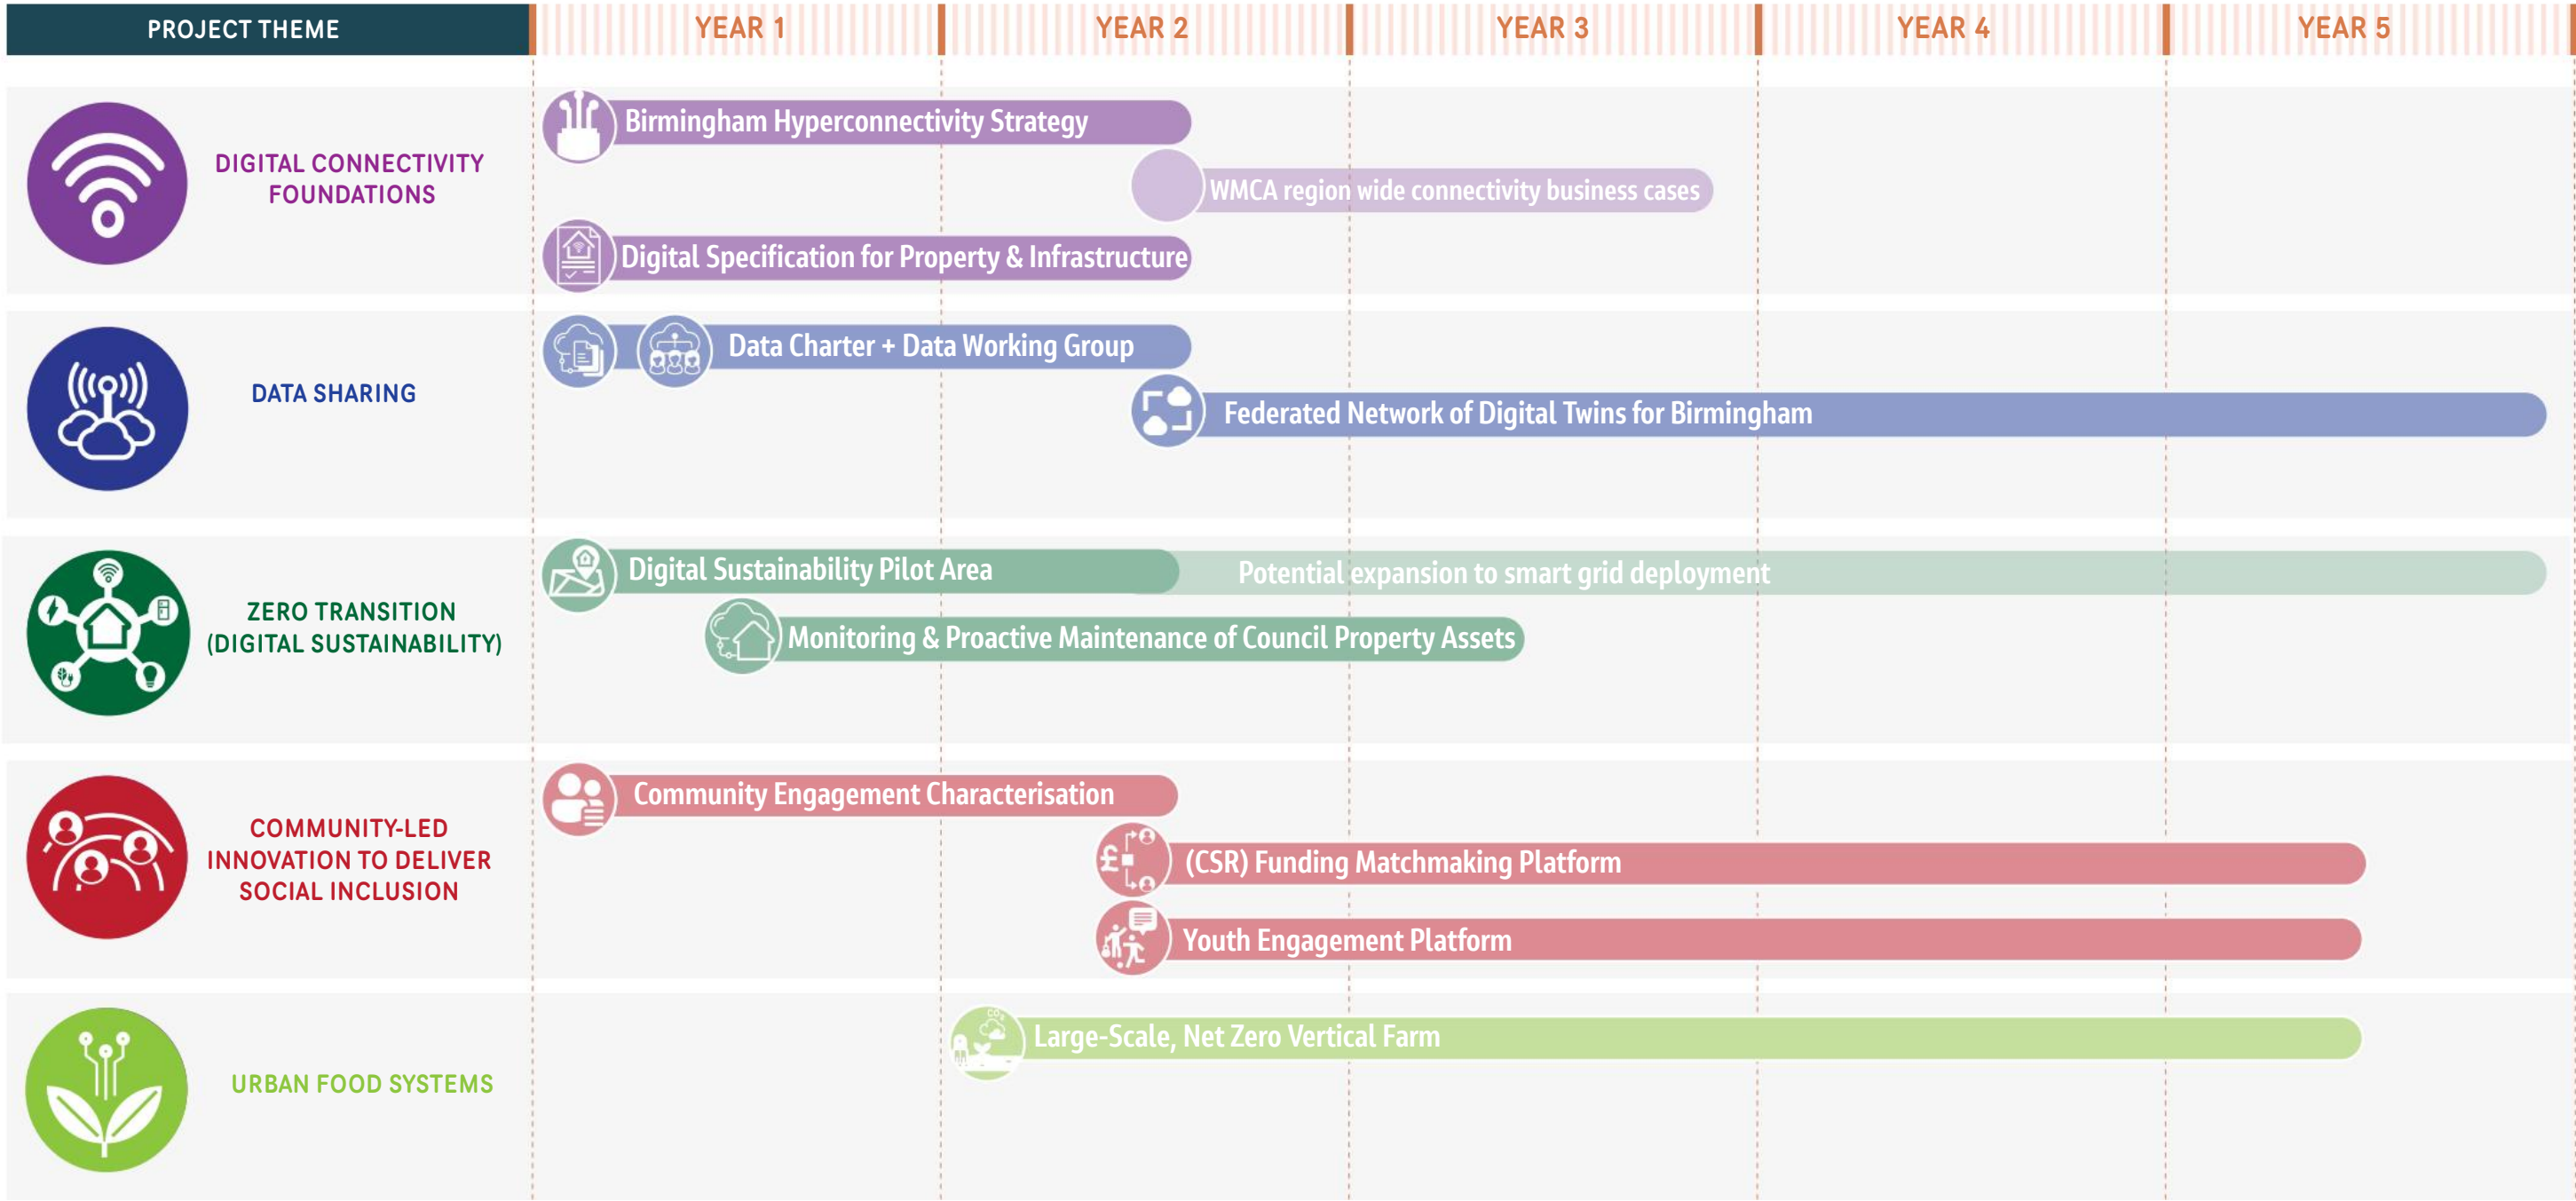 PROJECT THEME
YEAR 1
YEAR 2
YEAR 3
YEAR 4
YEAR 5
DIGITAL CONNECTIVITY
FOUNDATIONS
Birmingham Hyperconnectivity Strategy
WMCA region wide connectivity business cases
Digital Specification for Property & Infrastructure
DATA SHARING
Data Charter + Data Working Group
Federated Network of Digital Twins for Birmingham
ZERO TRANSITION
(DIGITAL SUSTAINABILITY)
Digital Sustainability Pilot Area
Potential expansion to smart grid deployment
Monitoring & Proactive Maintenance of Council Property Assets
COMMUNITY-LED
INNOVATION TO DELIVER
SOCIAL INCLUSION
Community Engagement Characterisation
£
(CSR) Funding Matchmaking Platform
Youth Engagement Platform
URBAN FOOD SYSTEMS
CO₂
Large-Scale, Net Zero Vertical Farm